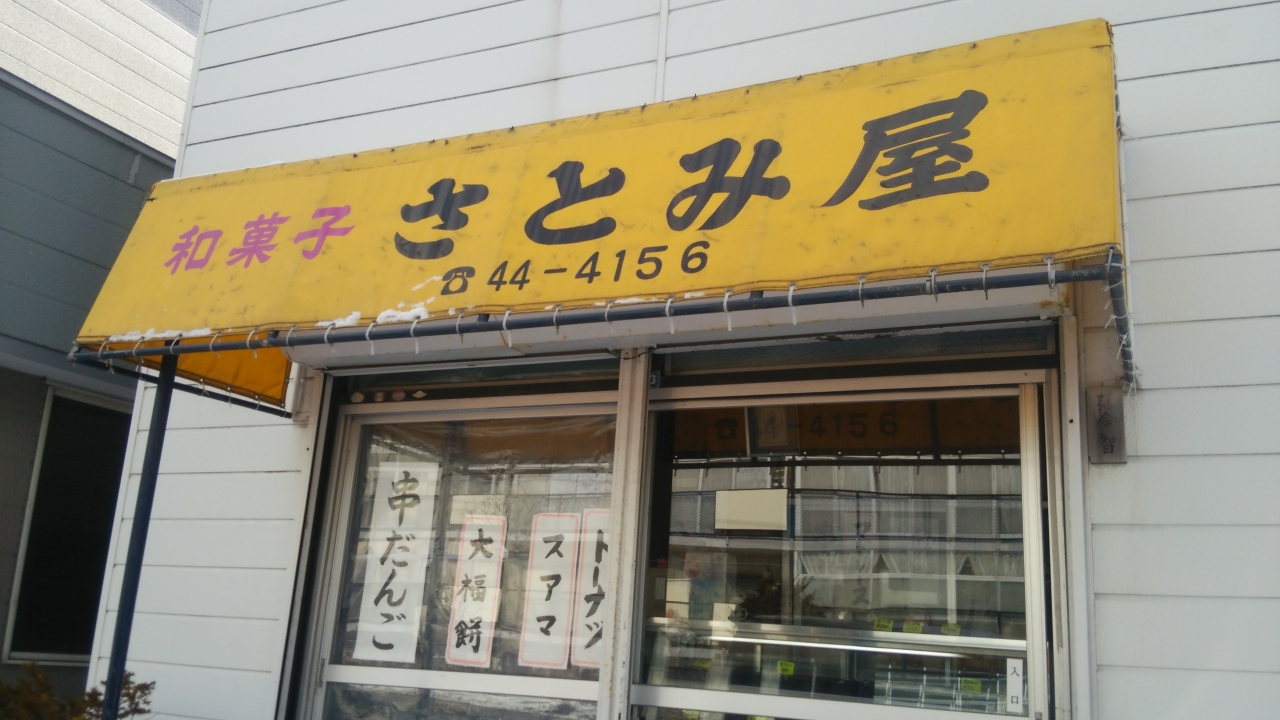 和菓子 さとみ屋
☎44-4156
串だんご
大福餅
スアマ
ドーナツ
44-4156
入口